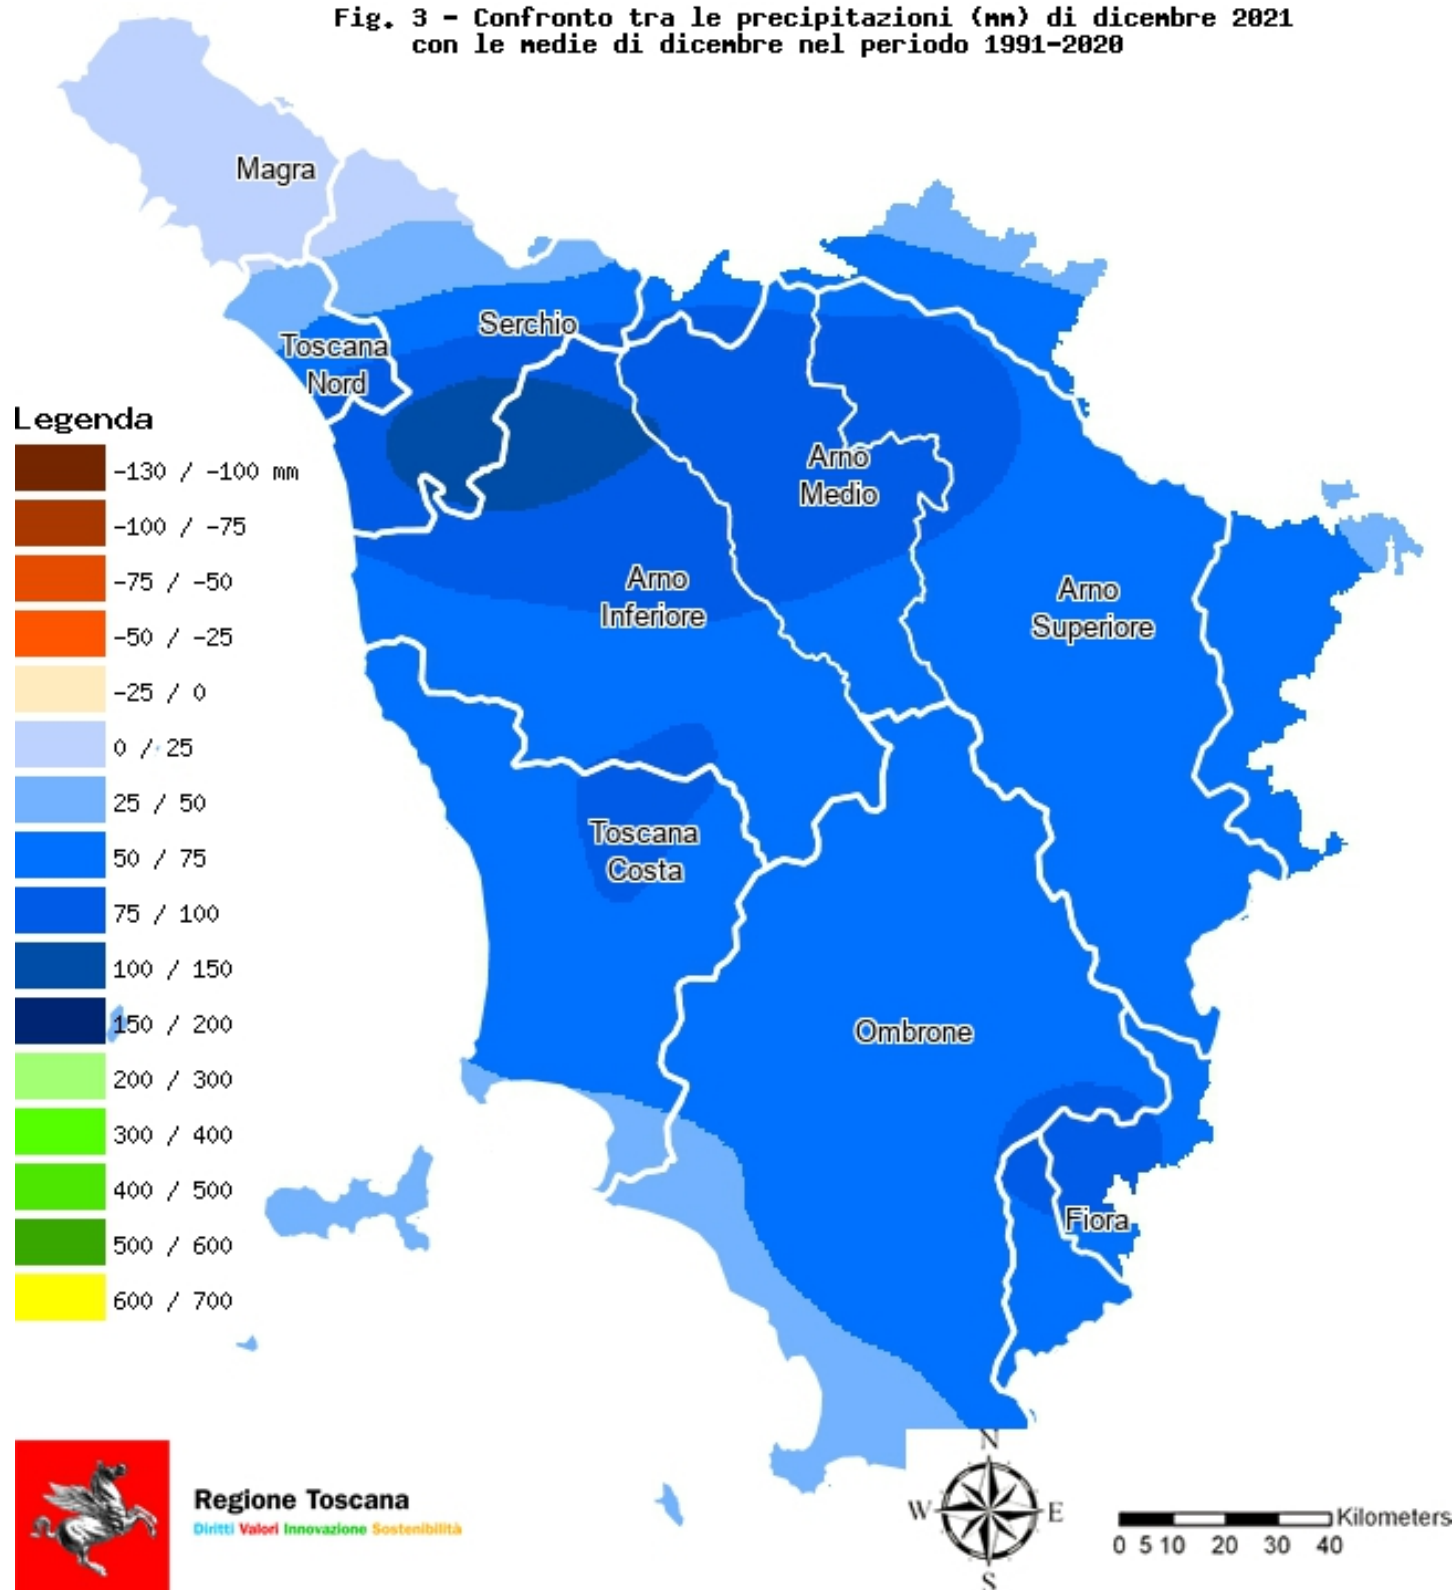 Fig. 3 - Confronto tra le precipitazioni (mm) di dicembre 2021
con le medie di dicembre nel periodo 1991-2020
Magra
Serchio
Toscana
Nord
Legenda
-130 / -100 mm
-100 / -75
-75 / -50
-50 / -25
-25 / 0
0 / 25
25 / 50
50 / 75
75 / 100
100 / 150
150 / 200
200 / 300
300 / 400
400 / 500
500 / 600
600 / 700
Arno
Medio
Arno
Inferiore
Arno
Superiore
Toscana
Costa
Ombrone
Fiora
Regione Toscana
Diritti Valori Innovazione Sostenibilità
N
W E
S
Kilometers
0 5 10 20 30 40